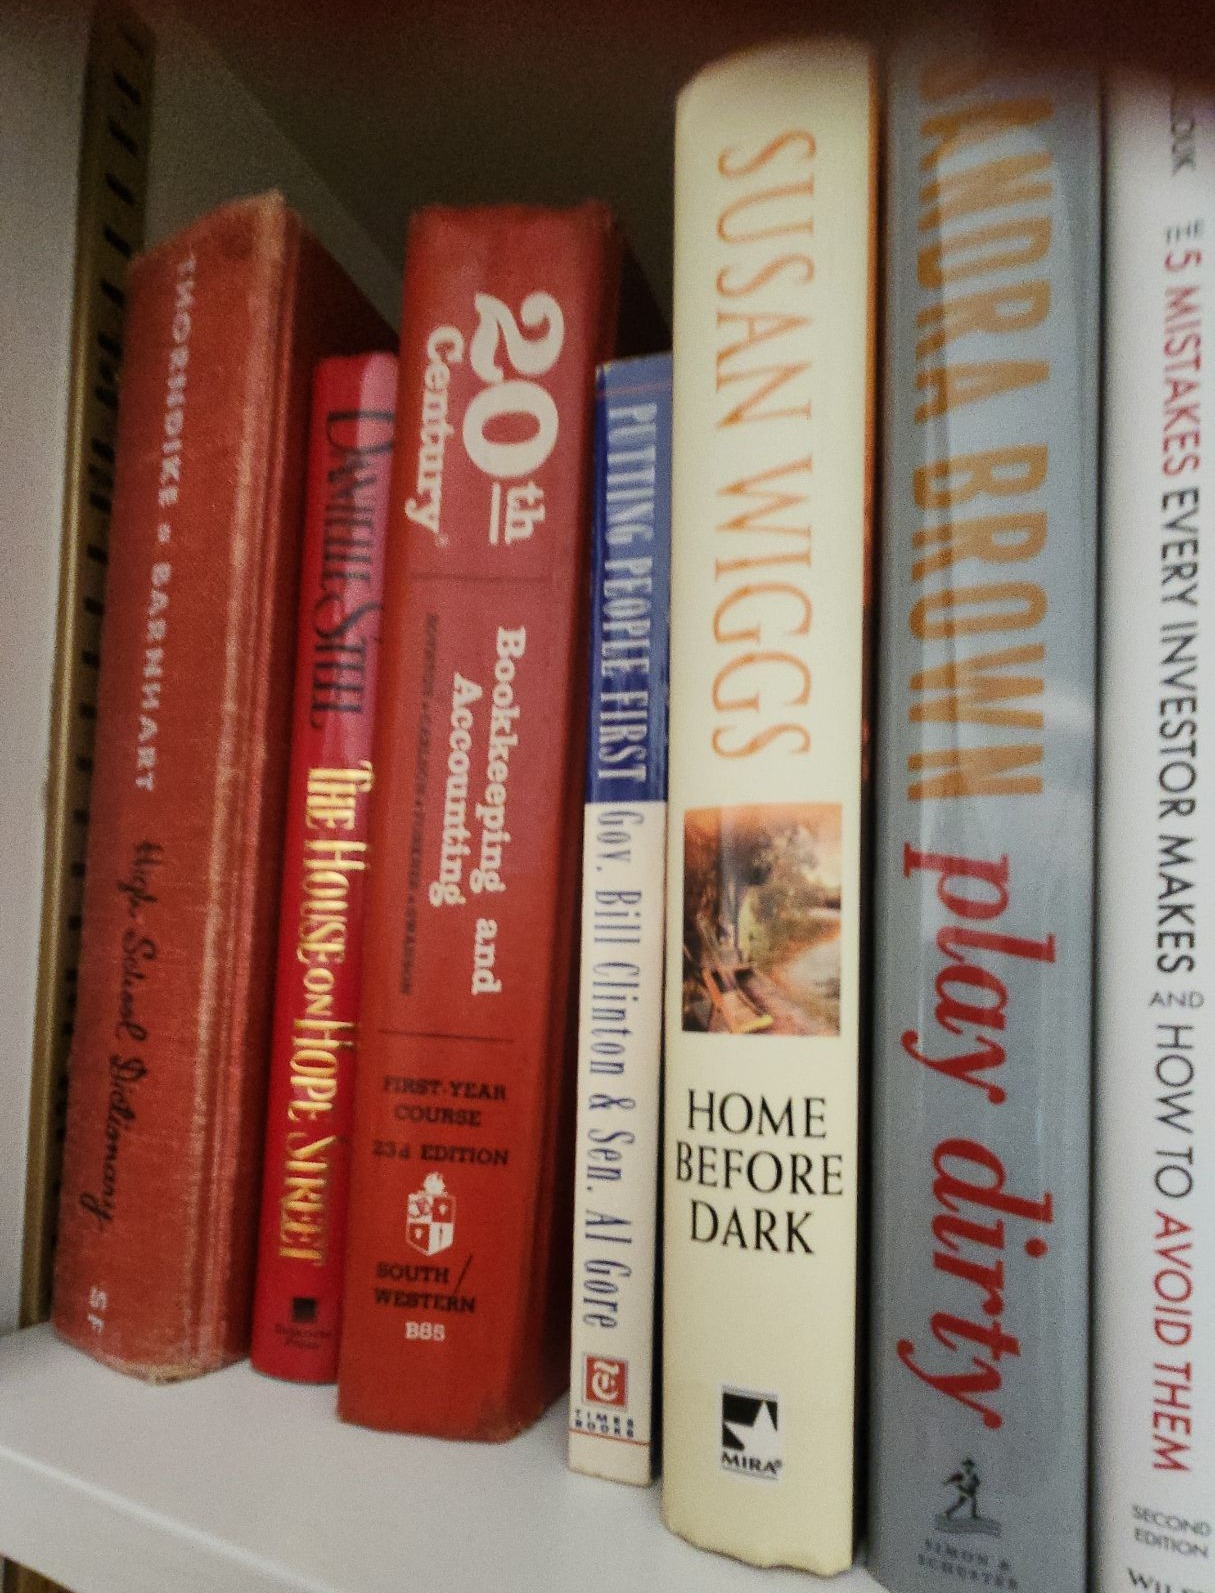 THORNDIKE & BARNHART
High School Dictionary
S F
DANIELLE STEEL
THE HOUSE ON HOPE STREET
20th
Century
Bookkeeping and
Accounting
FIRST-YEAR
COURSE
23d EDITION
SOUTH/
WESTERN
B85
PUTTING PEOPLE FIRST Gov. Bill Clinton & Sen. Al Gore
TIMES
BOOKS
SUSAN WIGGS
HOME
BEFORE
DARK
MIRA®
SANDRA BROWN play dirty
SIMON &
SCHUSTER
THE 5 MISTAKES EVERY INVESTOR MAKES AND HOW TO AVOID THEM
SECOND
EDITION